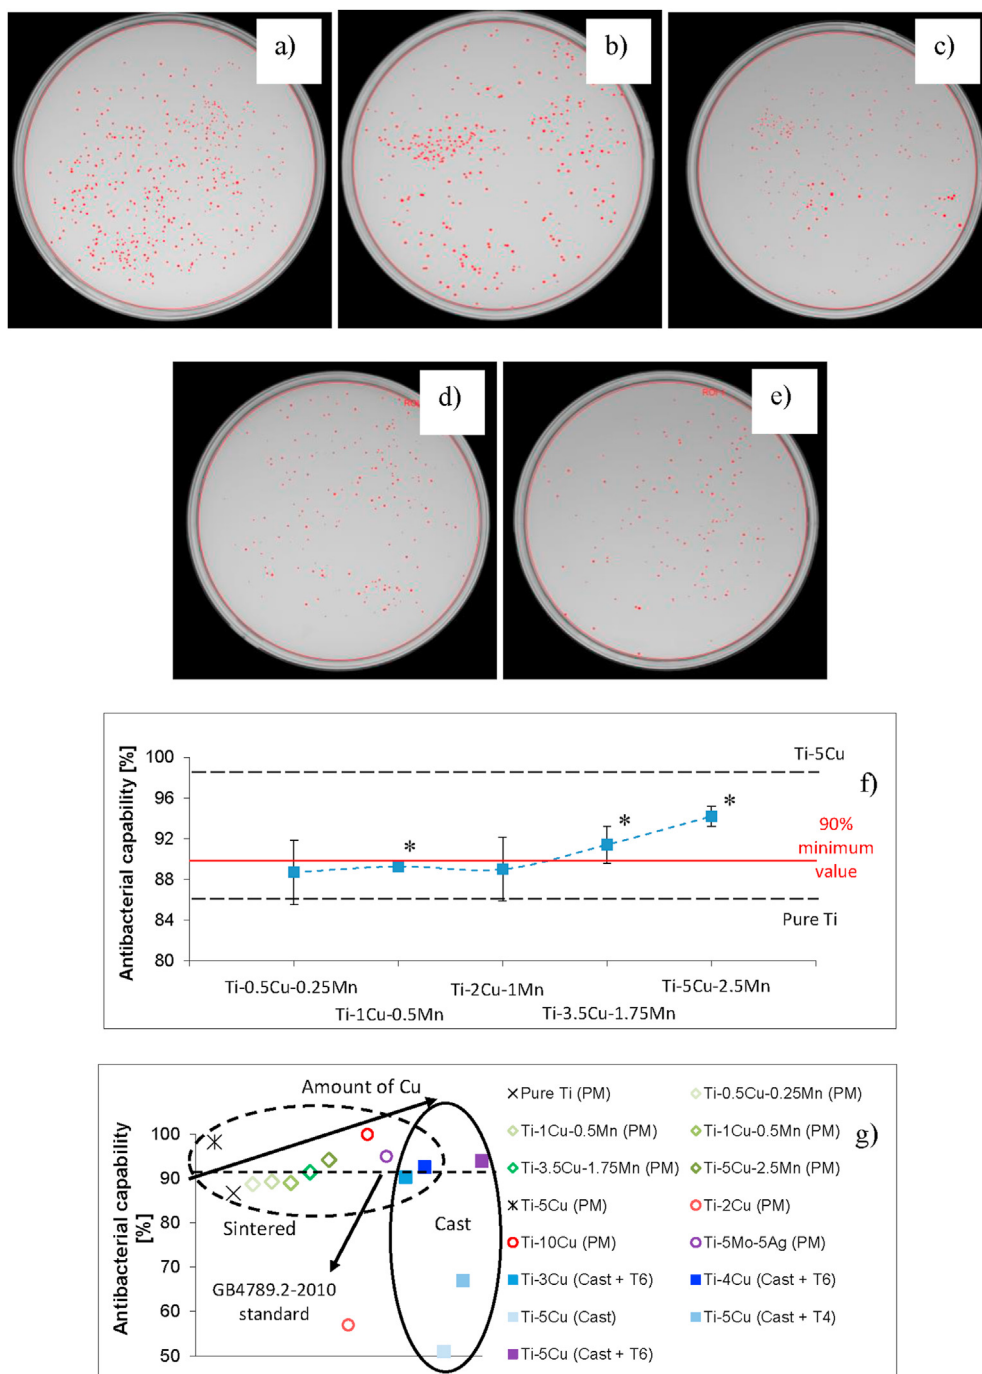 a)
b)
c)
d)
e)
f)
Antibacterial capability [%]
100
96
92
88
84
80
Ti-5Cu
90%
minimum
value
Pure Ti
*
*
*
Ti-0.5Cu-0.25Mn
Ti-1Cu-0.5Mn
Ti-2Cu-1Mn
Ti-3.5Cu-1.75Mn
Ti-5Cu-2.5Mn
g)
Antibacterial capability
[%]
100
90
80
70
60
50
Amount of Cu
Sintered
Cast
GB4789.2-2010
standard
Pure Ti (PM)
Ti-0.5Cu-0.25Mn (PM)
Ti-1Cu-0.5Mn (PM)
Ti-1Cu-0.5Mn (PM)
Ti-3.5Cu-1.75Mn (PM)
Ti-5Cu-2.5Mn (PM)
Ti-5Cu (PM)
Ti-2Cu (PM)
Ti-10Cu (PM)
Ti-5Mo-5Ag (PM)
Ti-3Cu (Cast + T6)
Ti-4Cu (Cast + T6)
Ti-5Cu (Cast)
Ti-5Cu (Cast + T4)
Ti-5Cu (Cast + T6)